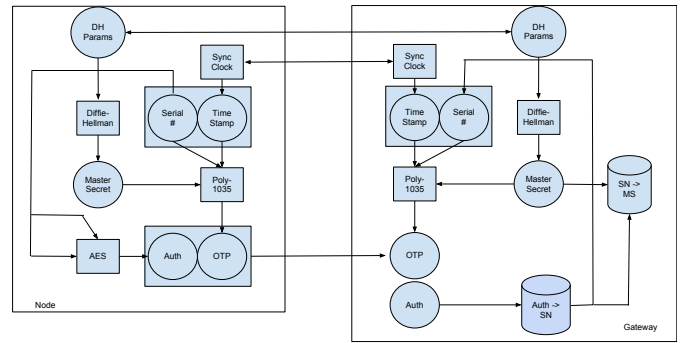 DH
Params
Sync
Clock
Serial
#
Time
Stamp
Diffie-
Hellman
Master
Secret
Poly-
1035
AES
Auth
OTP
Node
DH
Params
Sync
Clock
Time
Stamp
Serial
#
Diffie-
Hellman
Poly-
1035
Master
Secret
SN ->
MS
OTP
Auth
Auth ->
SN
Gateway